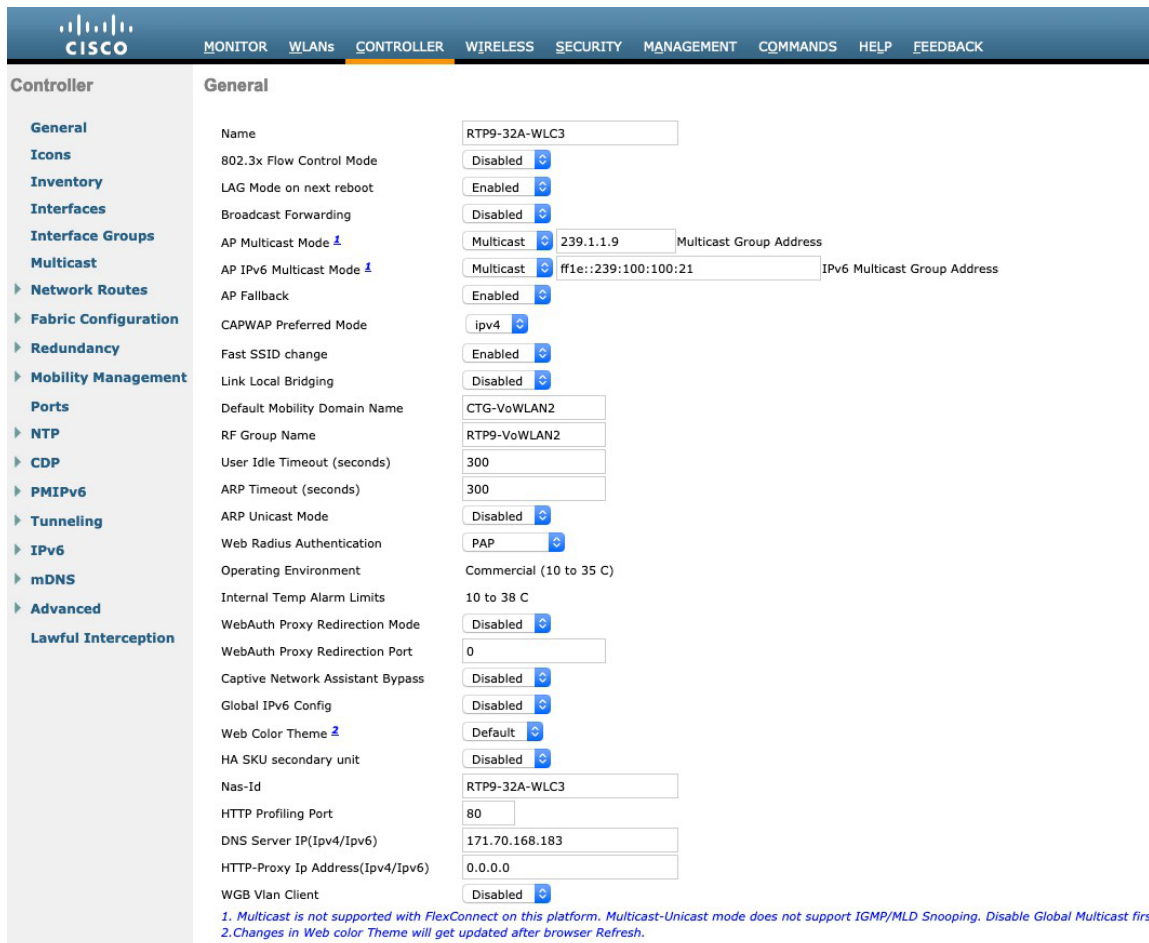 CISCO
MONITOR WLANs CONTROLLER WIRELESS SECURITY MANAGEMENT COMMANDS HELP FEEDBACK
Controller
General
Icons
Inventory
Interfaces
Interface Groups
Multicast
Network Routes
Fabric Configuration
Redundancy
Mobility Management
Ports
NTP
CDP
PMIPv6
Tunneling
IPv6
mDNS
Advanced
Lawful Interception
General
Name RTP9-32A-WLC3
802.3x Flow Control Mode Disabled
LAG Mode on next reboot Enabled
Broadcast Forwarding Disabled
AP Multicast Mode 1 Multicast 239.1.1.9 Multicast Group Address
AP IPv6 Multicast Mode 1 Multicast ff1e::239:100:100:21 IPv6 Multicast Group Address
AP Fallback Enabled
CAPWAP Preferred Mode ipv4
Fast SSID change Enabled
Link Local Bridging Disabled
Default Mobility Domain Name CTG-VoWLAN2
RF Group Name RTP9-VoWLAN2
User Idle Timeout (seconds) 300
ARP Timeout (seconds) 300
ARP Unicast Mode Disabled
Web Radius Authentication PAP
Operating Environment Commercial (10 to 35 C)
Internal Temp Alarm Limits 10 to 38 C
WebAuth Proxy Redirection Mode Disabled
WebAuth Proxy Redirection Port 0
Captive Network Assistant Bypass Disabled
Global IPv6 Config Disabled
Web Color Theme 2 Default
HA SKU secondary unit Disabled
Nas-Id RTP9-32A-WLC3
HTTP Profiling Port 80
DNS Server IP(Ipv4/Ipv6) 171.70.168.183
HTTP-Proxy Ip Address(Ipv4/Ipv6) 0.0.0.0
WGB Vlan Client Disabled
1. Multicast is not supported with FlexConnect on this platform. Multicast-Unicast mode does not support IGMP/MLD Snooping. Disable Global Multicast firs
2.Changes in Web color Theme will get updated after browser Refresh.